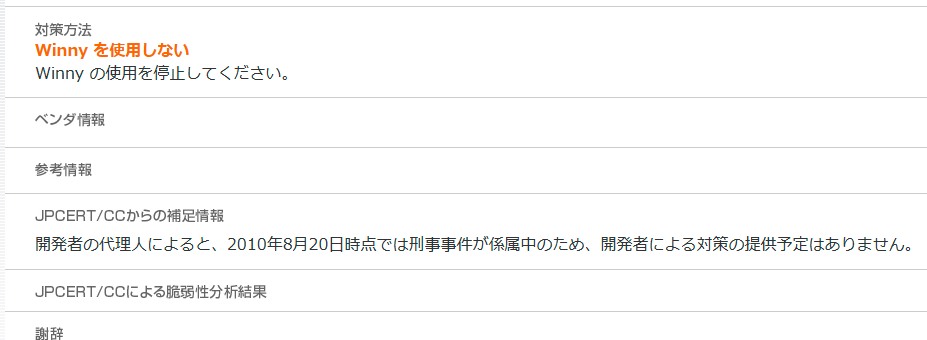 対策方法
Winny を使用しない
Winny の使用を停止してください。
ベンダ情報
参考情報
JPCERT/CCからの補足情報
開発者の代理人によると、2010年8月20日時点では刑事事件が係属中のため、開発者による対策の提供予定はありません。
JPCERT/CCによる脆弱性分析結果
謝辞